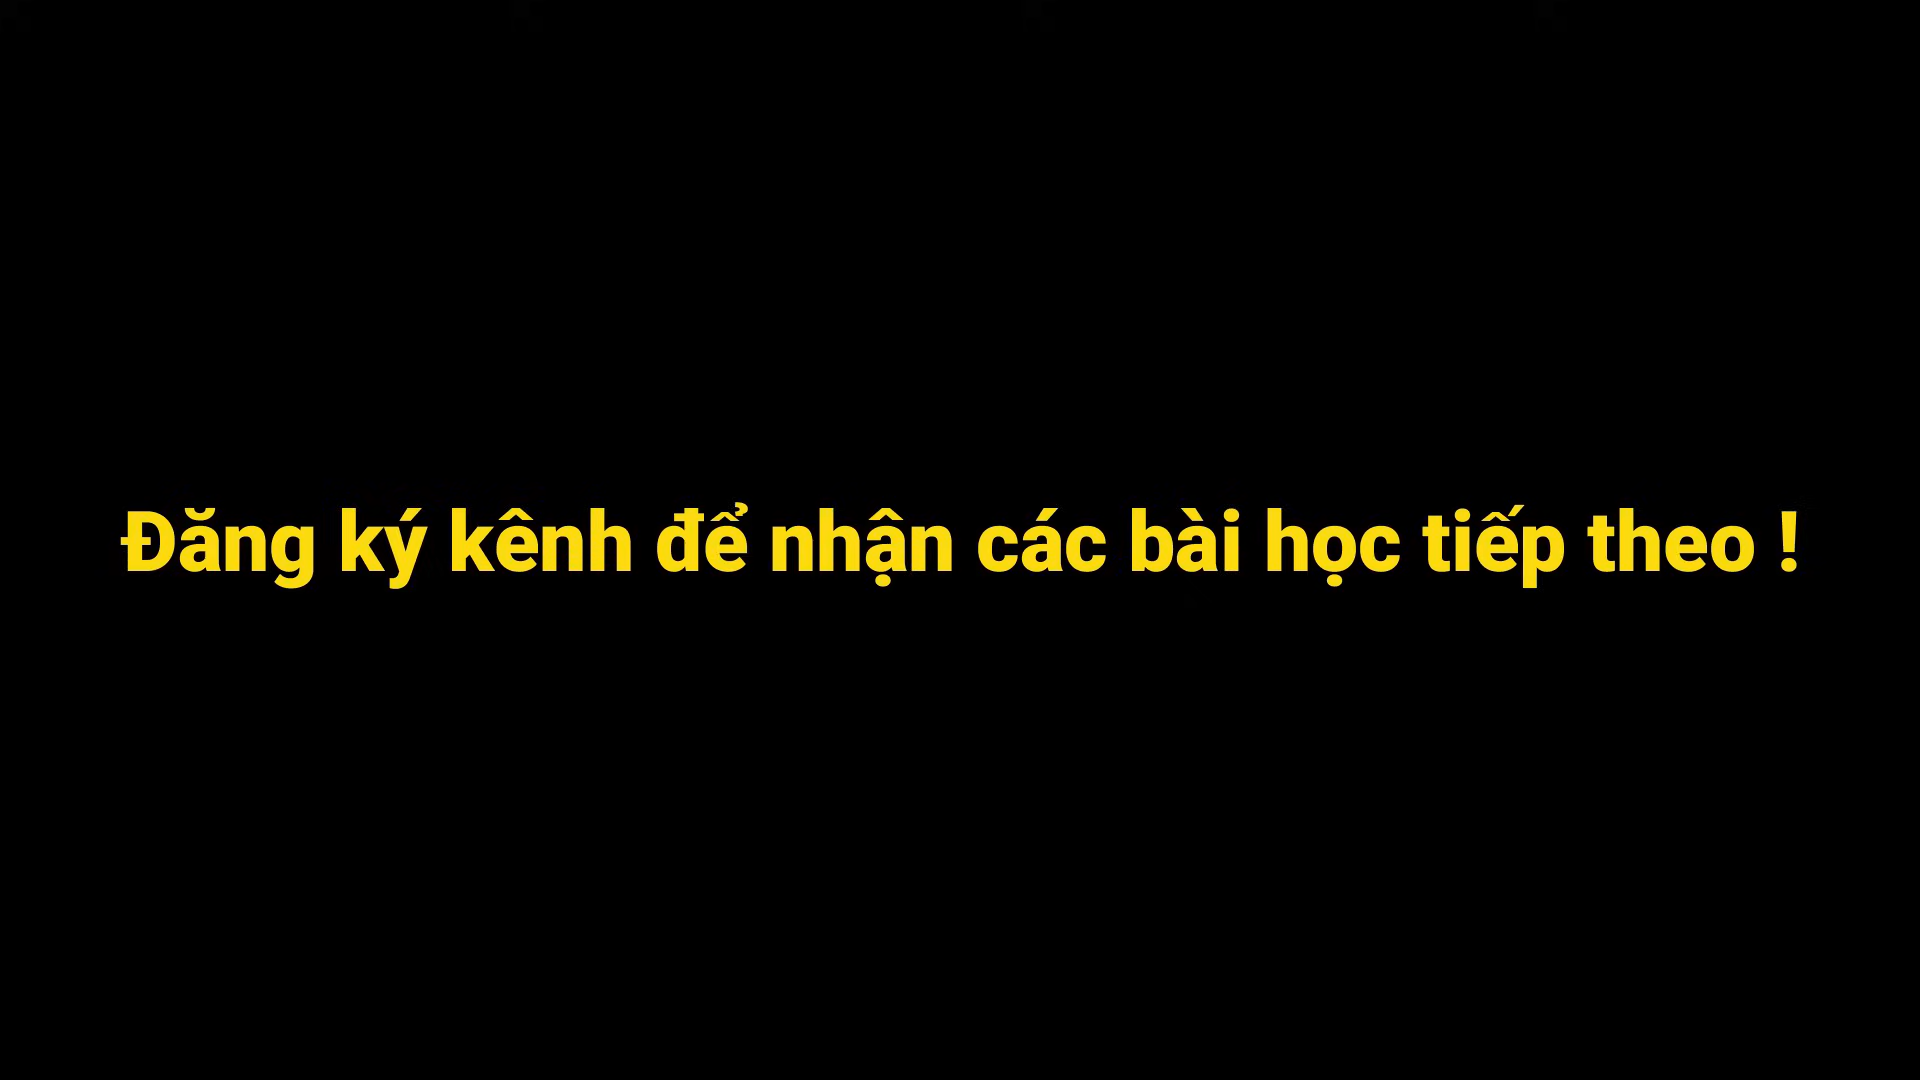 Đăng ký kênh để nhận các bài học tiếp theo !